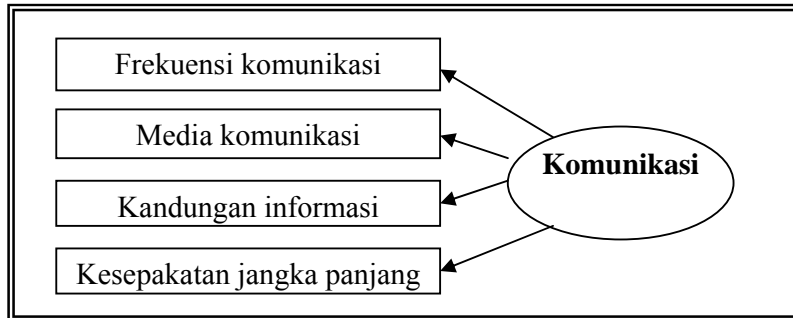 Frekuensi komunikasi
Media komunikasi
Komunikasi
Kandungan informasi
Kesepakatan jangka panjang